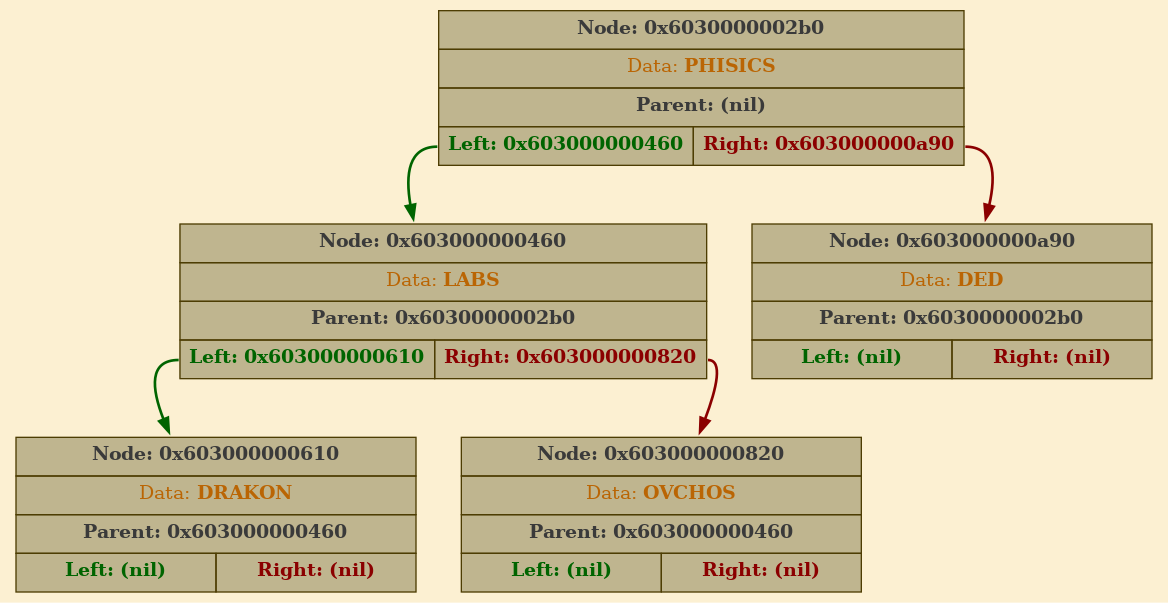 Node: 0x6030000002b0
Data: PHISICS
Parent: (nil)
Left: 0x603000000460 Right: 0x603000000a90
Node: 0x603000000460
Data: LABS
Parent: 0x6030000002b0
Left: 0x603000000610 Right: 0x603000000820
Node: 0x603000000a90
Data: DED
Parent: 0x6030000002b0
Left: (nil) Right: (nil)
Node: 0x603000000610
Data: DRAKON
Parent: 0x603000000460
Left: (nil) Right: (nil)
Node: 0x603000000820
Data: OVCHOS
Parent: 0x603000000460
Left: (nil) Right: (nil)